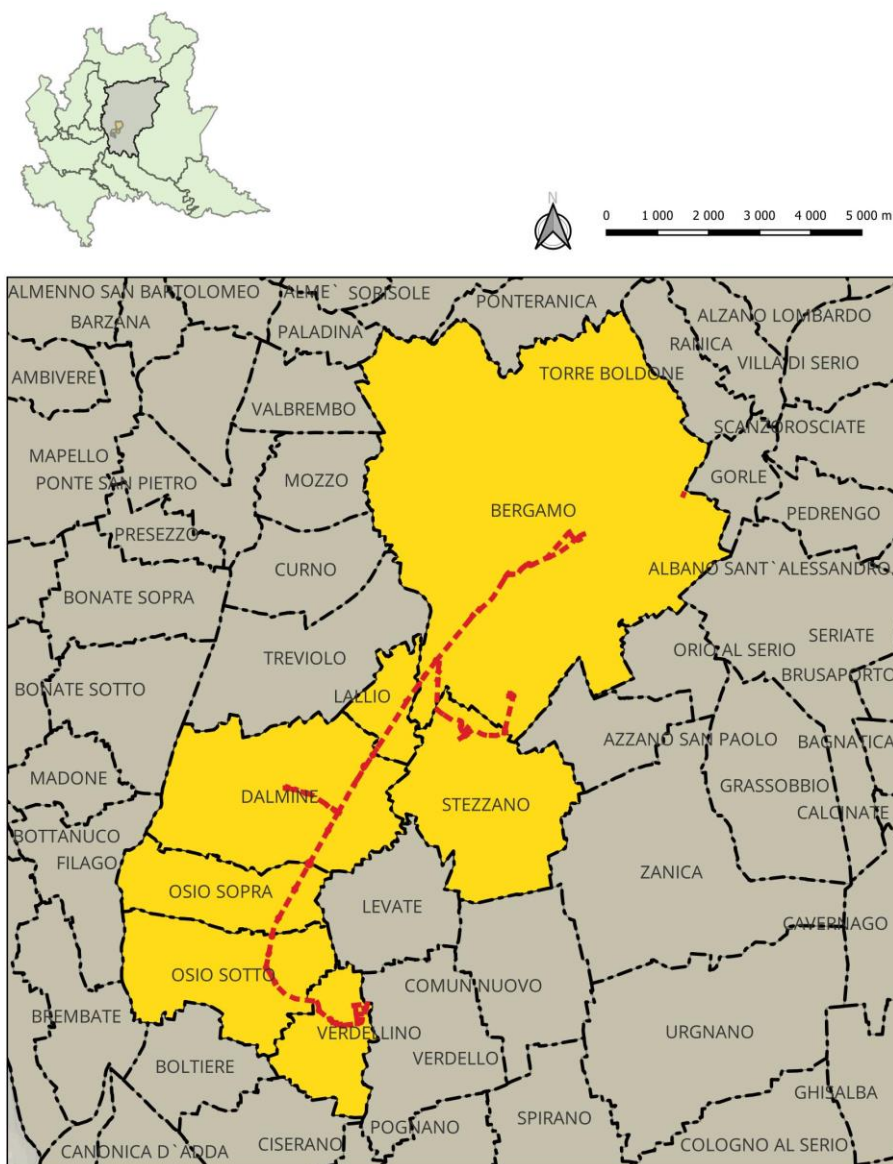 N
0 1 000 2 000 3 000 4 000 5 000 m
ALMENNO SAN BARTOLOMEO
ALME` SORISOLE
PONTERANICA
BARZANA
PALADINA
ALZANO LOMBARDO
RANICA
VILLA DI SERIO
AMBIVERE
TORRE BOLDONE
VALBREMBO
SCANZOROSCIATE
MAPELLO
PONTE SAN PIETRO
MOZZO
GORLE
BERGAMO
PEDRENGO
PRESEZZO
CURNO
ALBANO SANT`ALESSANDRO
BONATE SOPRA
SERIATE
TREVIOLO
ORIO AL SERIO
BONATE SOTTO
BRUSAPORTO
LALLIO
AZZANO SAN PAOLO
BAGNATICA
MADONE
GRASSOBBIO
DALMINE
STEZZANO
CALCINATE
BOTTANUCO
FILAGO
ZANICA
OSIO SOPRA
LEVATE
CAVERNAGO
OSIO SOTTO
COMUN NUOVO
BREMBATE
VERDELLINO
URGNANO
BOLTIERE
VERDELLO
GHISALBA
SPIRANO
POGNANO
CANONICA D`ADDA
CISERANO
COLOGNO AL SERIO